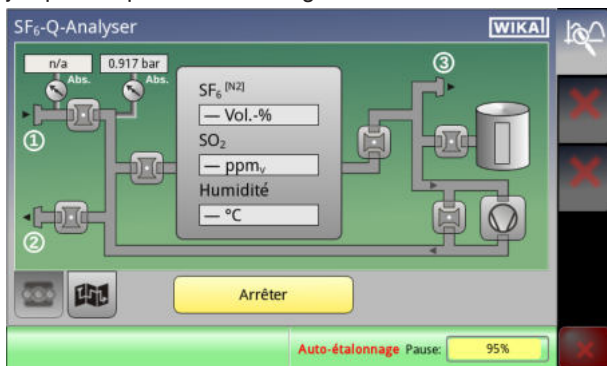 SF₆-Q-Analyser
WIKA
n/a
0.917 bar
Abs.
Abs.
③
①
SF₆ [N2]
— Vol.-%
SO₂
— ppmᵥ
Humidité
— °C
②
Arrêter
Auto-étalonnage Pause: 95%